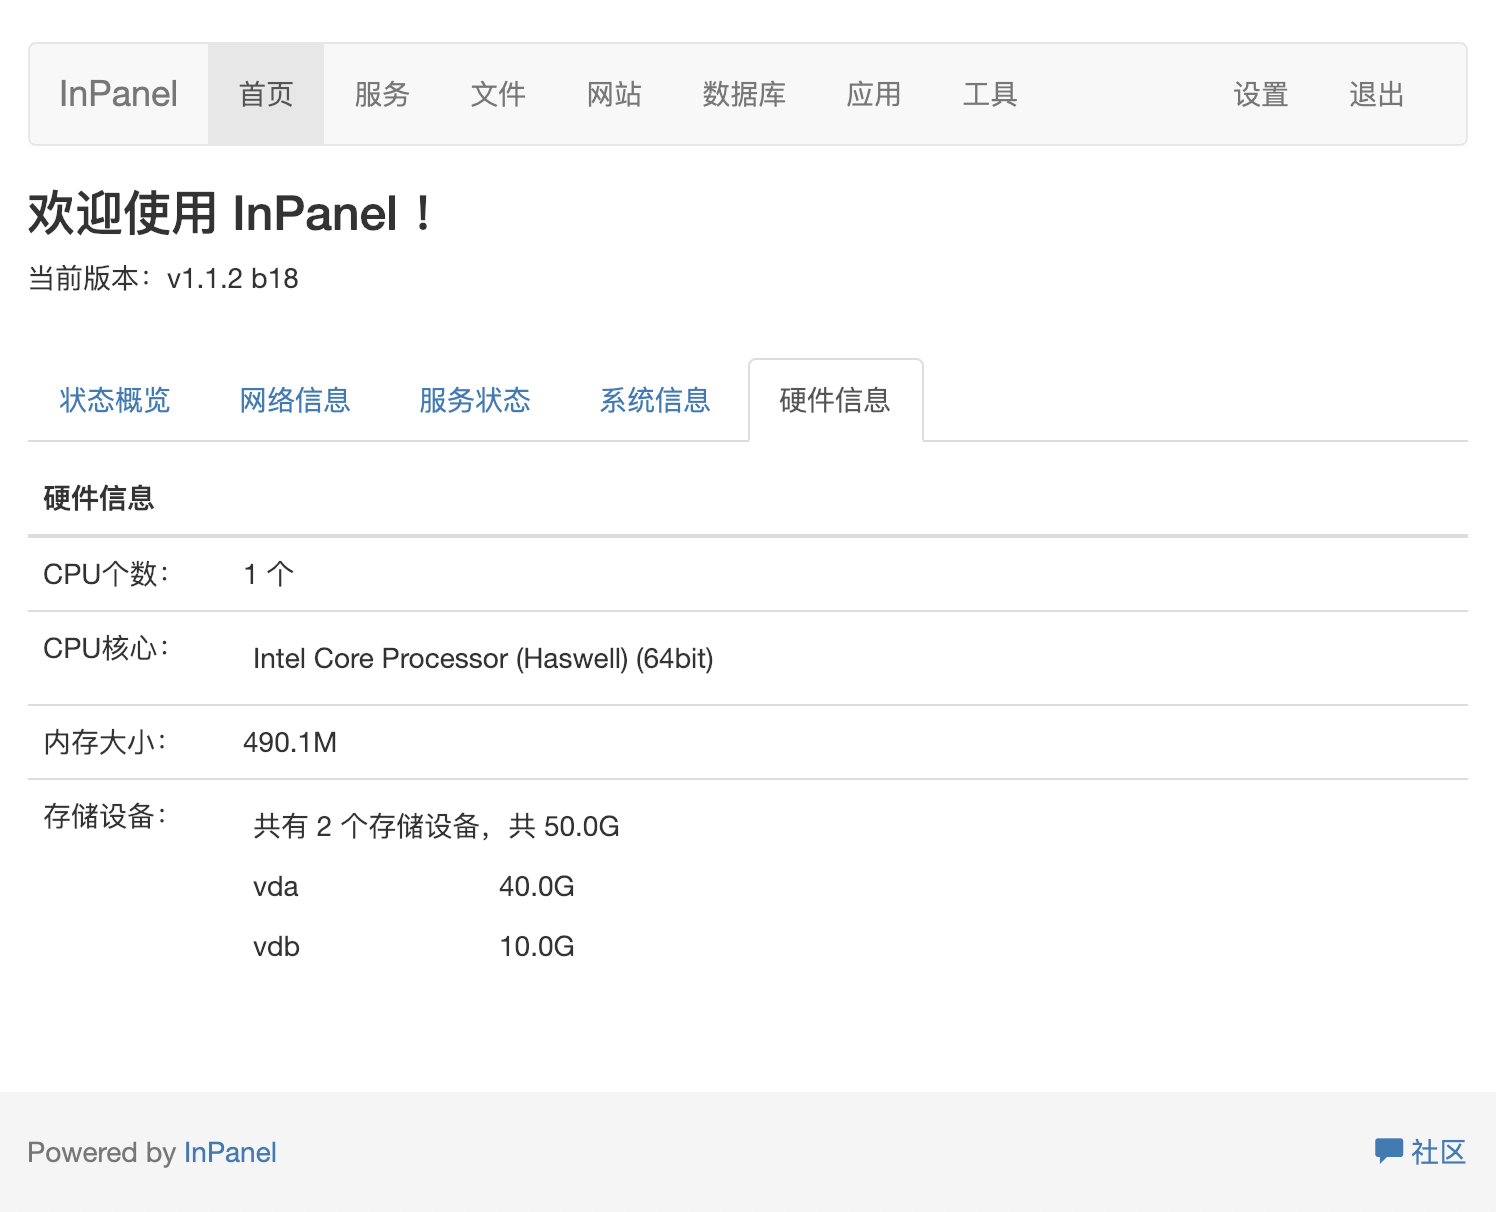 InPanel 首页 服务 文件 网站 数据库 应用 工具 设置 退出
欢迎使用 InPanel！
当前版本：v1.1.2 b18
状态概览 网络信息 服务状态 系统信息 硬件信息
硬件信息
CPU个数： 1 个
CPU核心： Intel Core Processor (Haswell) (64bit)
内存大小： 490.1M
存储设备： 共有 2 个存储设备，共 50.0G
vda 40.0G
vdb 10.0G
Powered by InPanel 社区